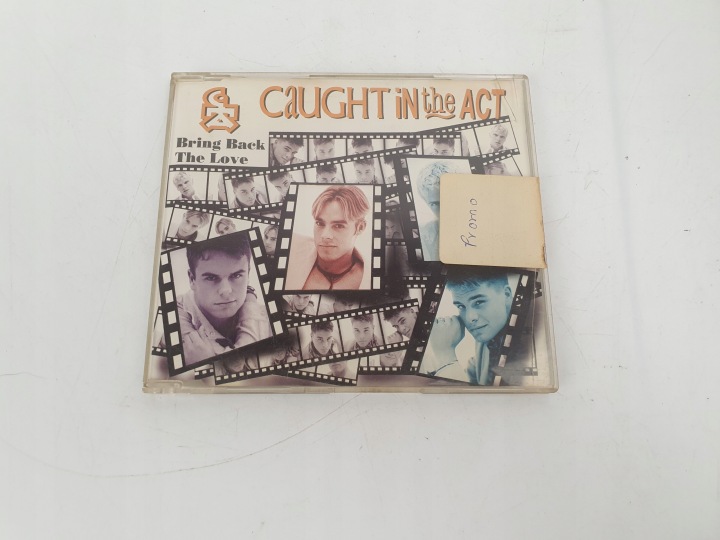 CaUGHT iN the ACT
Bring Back
The Love
Promo